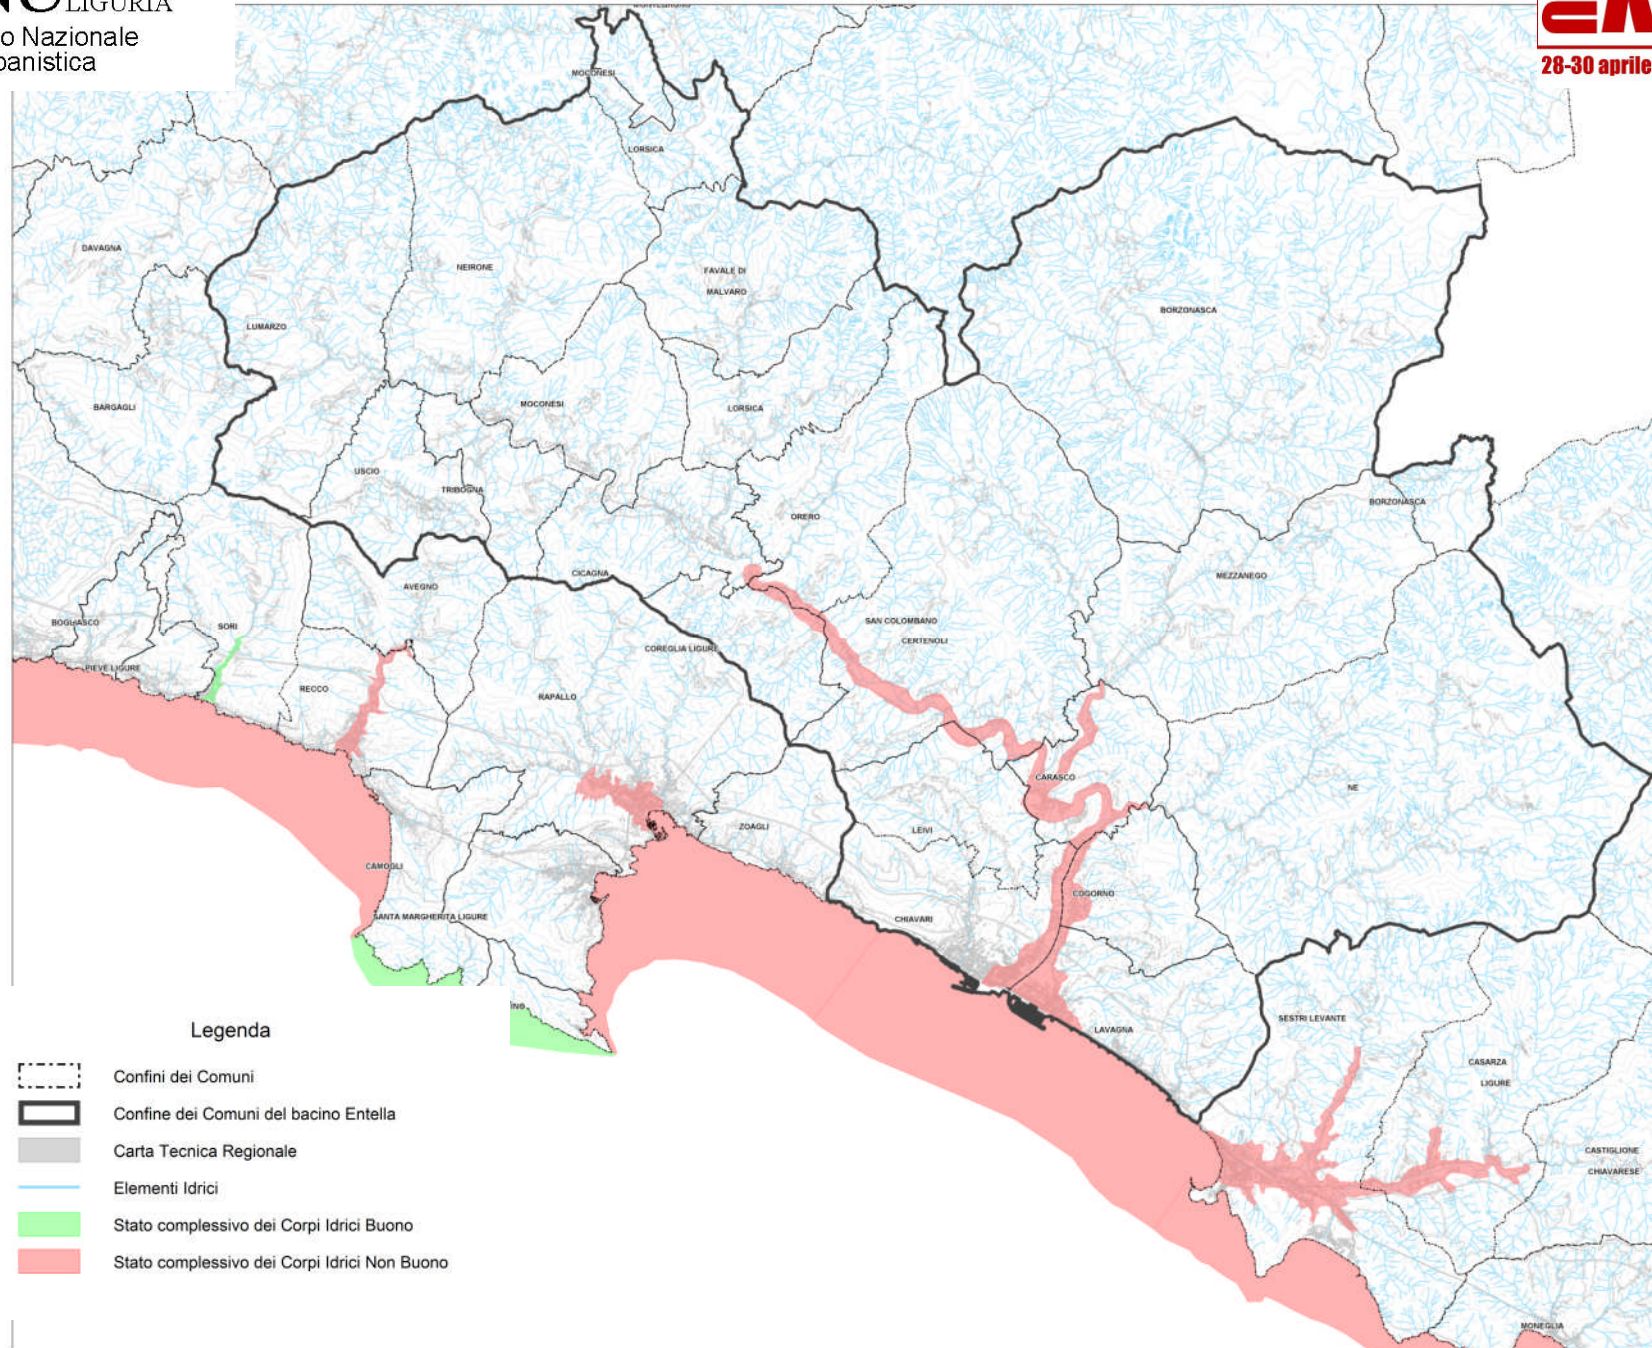 LIGURIA
o Nazionale
banistica
28-30 aprile
MOCONESI
LORSICA
DAVAGNA
NEIRONE
FAVALE DI
MALVARO
LUMARZO
BORZONASCA
BARGAGLI
MOCONESI
LORSICA
USCIO
TRIBOGNA
ORERO
BORZONASCA
AVEGNO
CICAGNA
MEZZANEGO
BOGLIASCO
SORI
SAN COLOMBANO
CERTENOLI
COREGLIA LIGURE
PIEVE LIGURE
RECCO
RAPALLO
CARASCO
NE
ZOAGLI
LEIVI
CAMOGLI
COGORNO
SANTA MARGHERITA LIGURE
CHIAVARI
SESTRI LEVANTE
LAVAGNA
CASARZA
LIGURE
CASTIGLIONE
CHIAVARESE
MONEGLIA
Legenda
Confini dei Comuni
Confine dei Comuni del bacino Entella
Carta Tecnica Regionale
Elementi Idrici
Stato complessivo dei Corpi Idrici Buono
Stato complessivo dei Corpi Idrici Non Buono